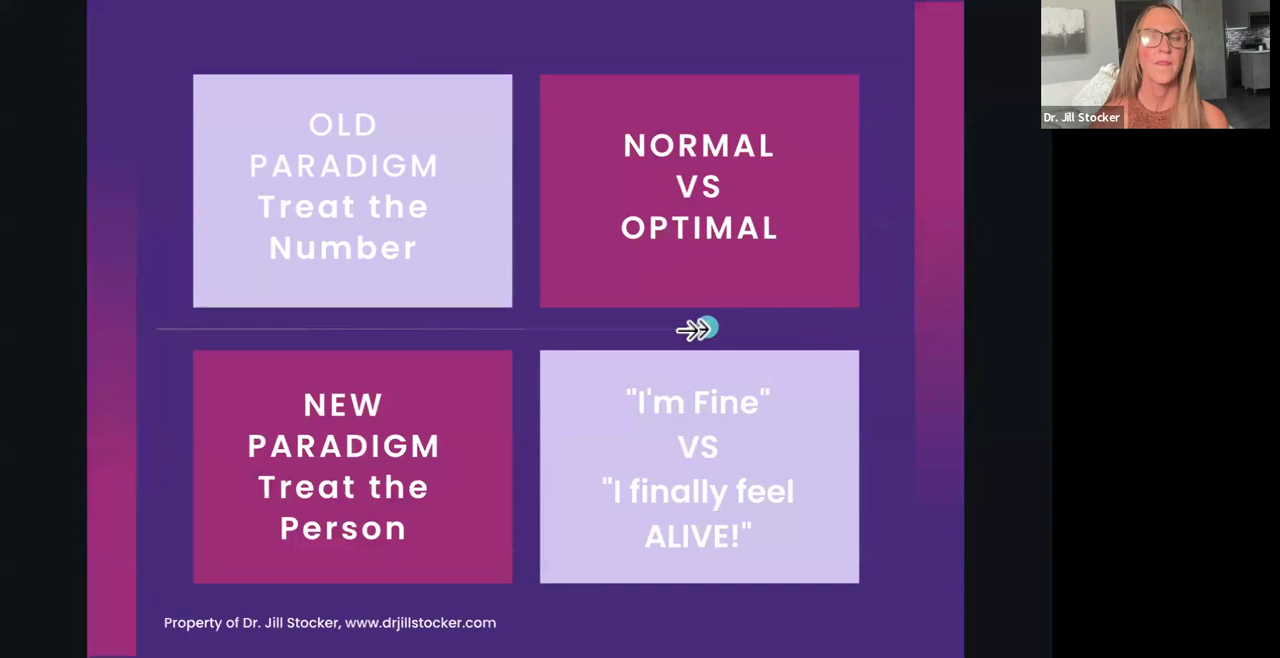 OLD
PARADIGM
Treat the
Number
NORMAL
VS
OPTIMAL
NEW
PARADIGM
Treat the
Person
"I'm Fine"
VS
"I finally feel
ALIVE!"
Property of Dr. Jill Stocker, www.drjillstocker.com
Dr. Jill Stocker